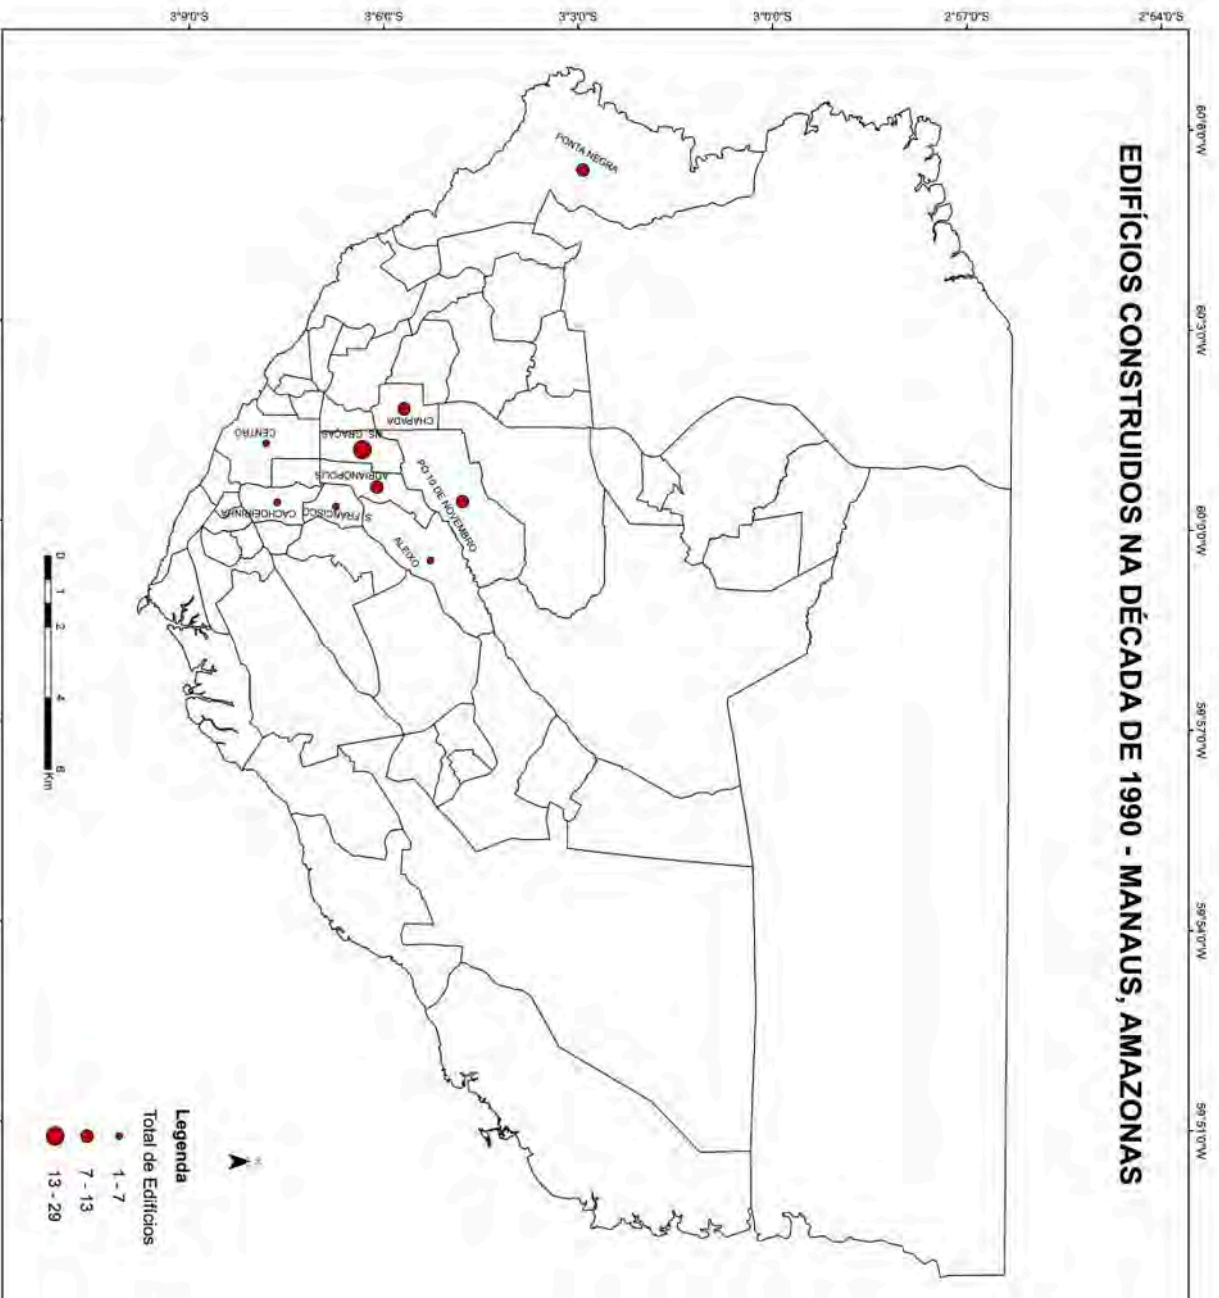 EDIFÍCIOS CONSTRUIDOS NA DÉCADA DE 1990 - MANAUS, AMAZONAS
60°6'0"W
60°3'0"W
60°0'0"W
59°57'0"W
59°54'0"W
59°51'0"W
2°54'0"S
2°57'0"S
3°0'0"S
3°3'0"S
3°6'0"S
3°9'0"S
PONTA NEGRA
CHAPADA
NS. GRAÇAS
ADRIANÓPOLIS
PQ 10 DE NOVEMBRO
CENTRO
CACHOEIRINHA
S. FRANCISCO
ALEIXO
0 1 2 4 6
Km
Legenda
Total de Edifícios
1 - 7
7 - 13
13 - 29